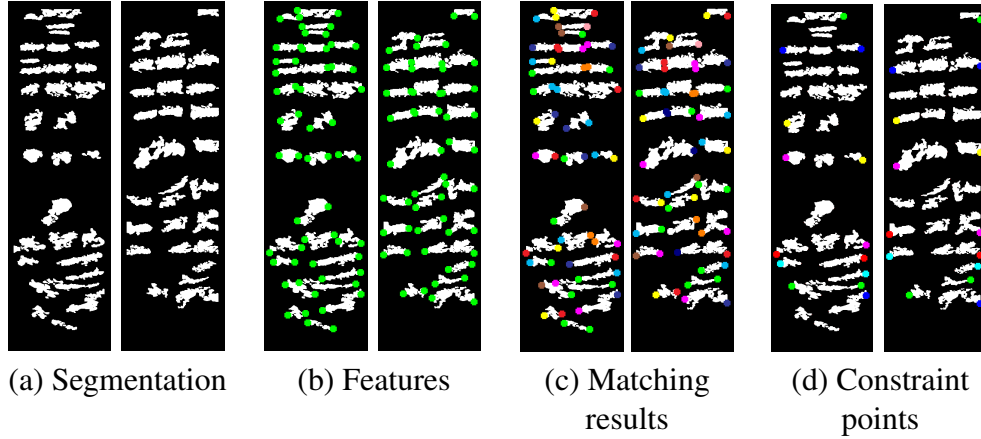 (a) Segmentation
(b) Features
(c) Matching
results
(d) Constraint
points